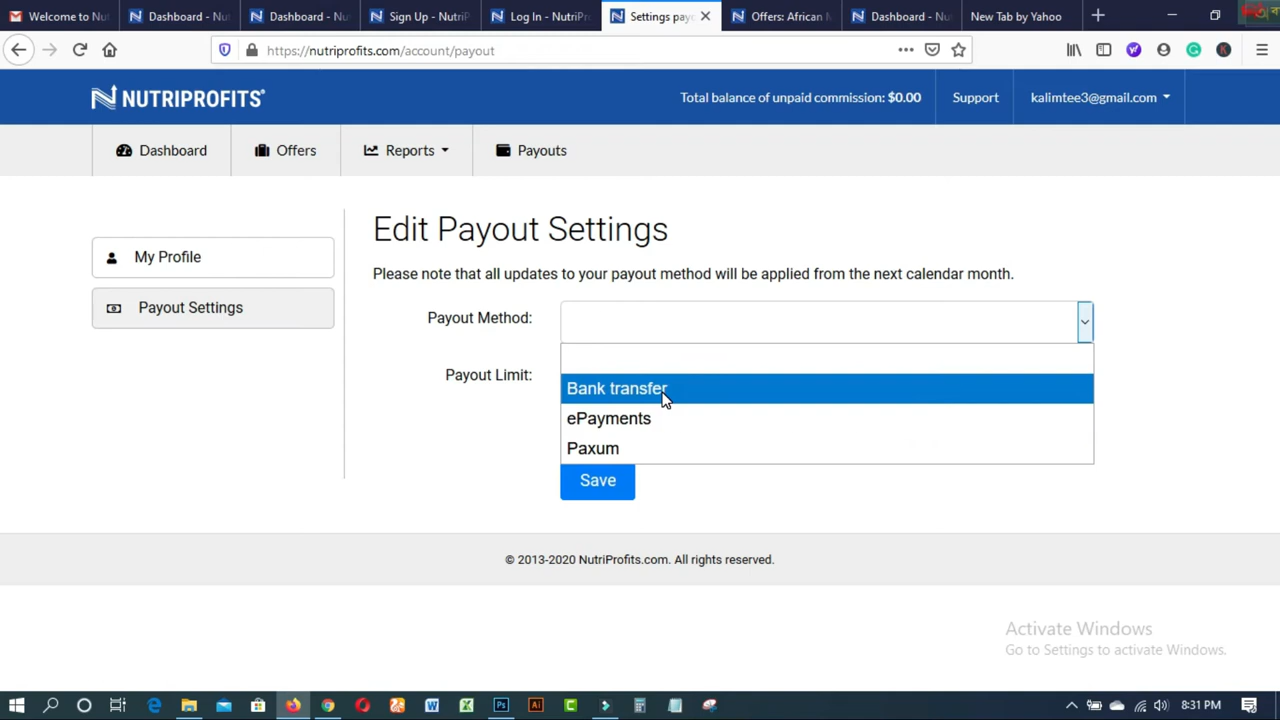 Welcome to Nut
Dashboard - Nu
Dashboard - Nu
Sign Up - NutriP
Log In - NutriPro
Settings payo
Offers: African N
Dashboard - Nu
New Tab by Yahoo
https://nutriprofits.com/account/payout
NUTRIPROFITS
Total balance of unpaid commission: $0.00
Support
kalimtee3@gmail.com
Dashboard
Offers
Reports
Payouts
Edit Payout Settings
My Profile
Please note that all updates to your payout method will be applied from the next calendar month.
Payout Settings
Payout Method:
Payout Limit:
Bank transfer
ePayments
Paxum
Save
© 2013-2020 NutriProfits.com. All rights reserved.
Activate Windows
Go to Settings to activate Windows.
8:31 PM